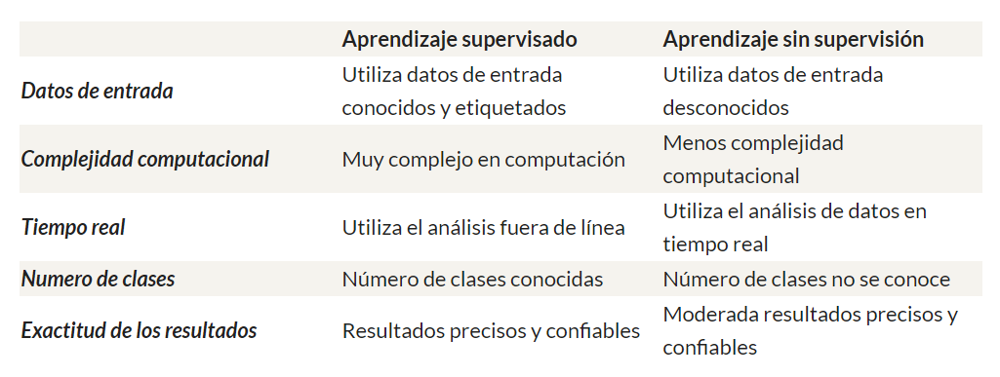 Aprendizaje supervisado Aprendizaje sin supervisión
Datos de entrada Utiliza datos de entrada conocidos y etiquetados Utiliza datos de entrada desconocidos
Complejidad computacional Muy complejo en computación Menos complejidad computacional
Tiempo real Utiliza el análisis fuera de línea Utiliza el análisis de datos en tiempo real
Numero de clases Número de clases conocidas Número de clases no se conoce
Exactitud de los resultados Resultados precisos y confiables Moderada resultados precisos y confiables